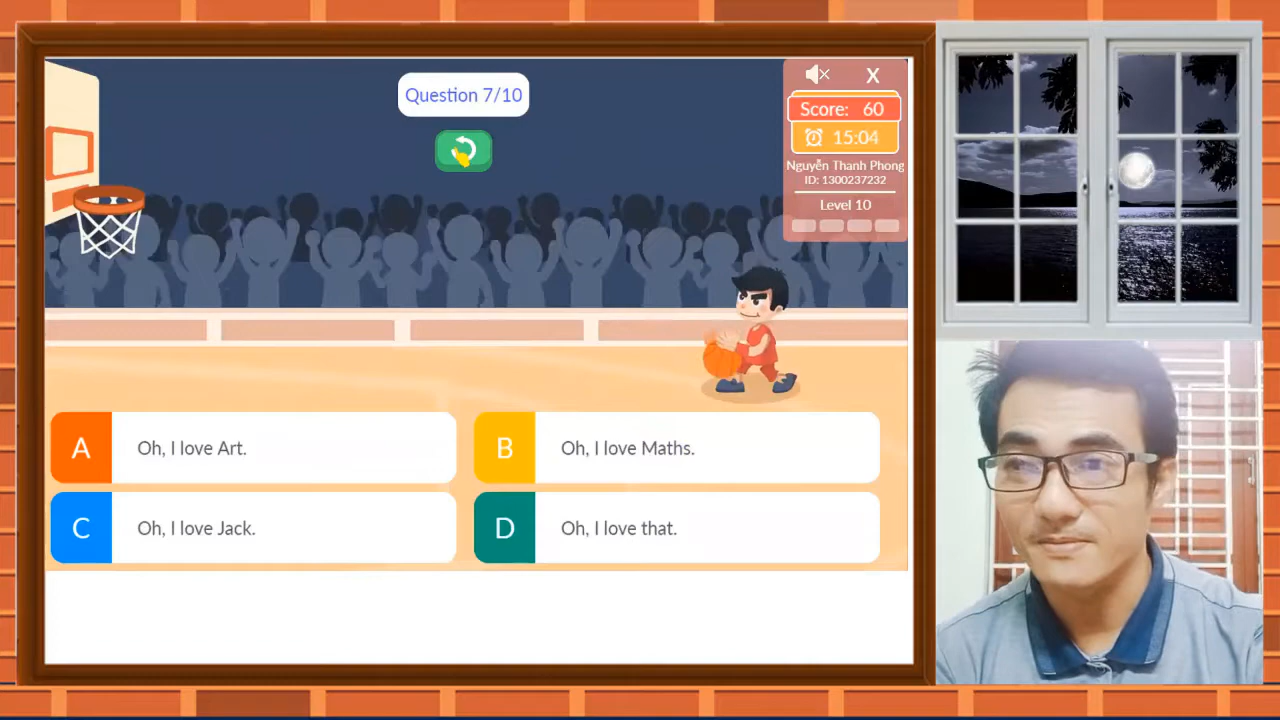 Question 7/10
X
Score: 60
15:04
Nguyễn Thanh Phong
ID: 1300237232
Level 10
A Oh, I love Art.
B Oh, I love Maths.
C Oh, I love Jack.
D Oh, I love that.